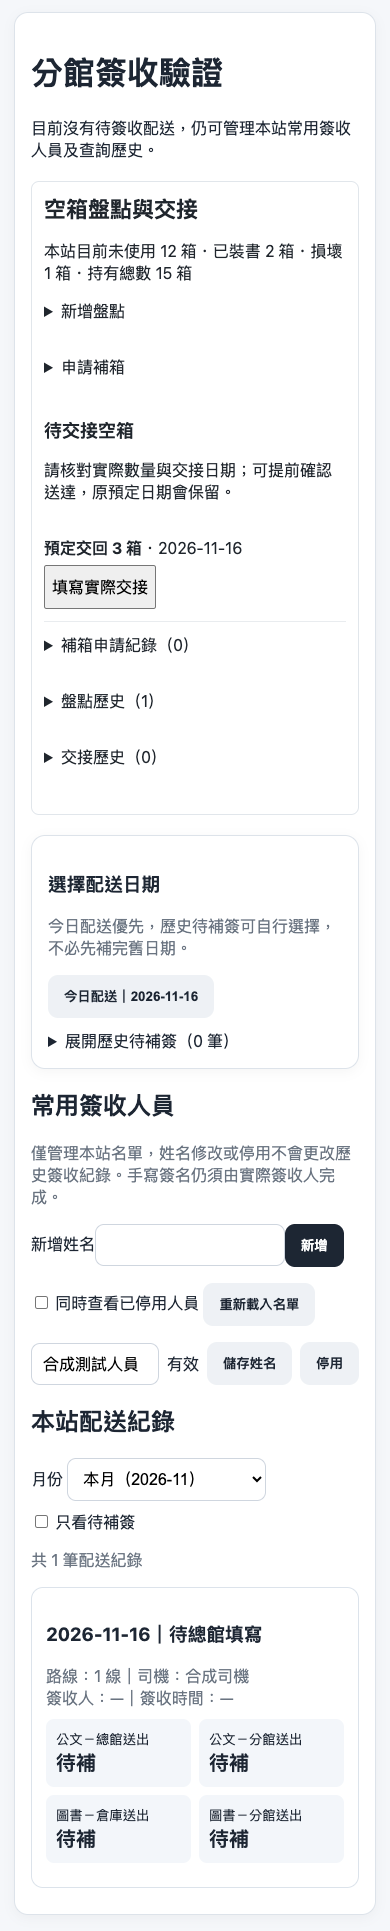 分館簽收驗證
目前沒有待簽收配送，仍可管理本站常用簽收
人員及查詢歷史。
空箱盤點與交接
本站目前未使用 12 箱．已裝書 2 箱．損壞
1 箱．持有總數 15 箱
▶ 新增盤點
▶ 申請補箱
待交接空箱
請核對實際數量與交接日期；可提前確認
送達，原預定日期會保留。
預定交回 3 箱．2026-11-16
填寫實際交接
▶ 補箱申請紀錄（0）
▶ 盤點歷史（1）
▶ 交接歷史（0）
選擇配送日期
今日配送優先，歷史待補簽可自行選擇，
不必先補完舊日期。
今日配送｜2026-11-16
▶ 展開歷史待補簽（0 筆）
常用簽收人員
僅管理本站名單，姓名修改或停用不會更改歷
史簽收紀錄。手寫簽名仍須由實際簽收人完
成。
新增姓名 新增
同時查看已停用人員 重新載入名單
合成測試人員 有效 儲存姓名 停用
本站配送紀錄
月份 本月（2026-11）
只看待補簽
共 1 筆配送紀錄
2026-11-16｜待總館填寫
路線：1 線｜司機：合成司機
簽收人：—｜簽收時間：—
公文－總館送出 公文－分館送出
待補 待補
圖書－倉庫送出 圖書－分館送出
待補 待補